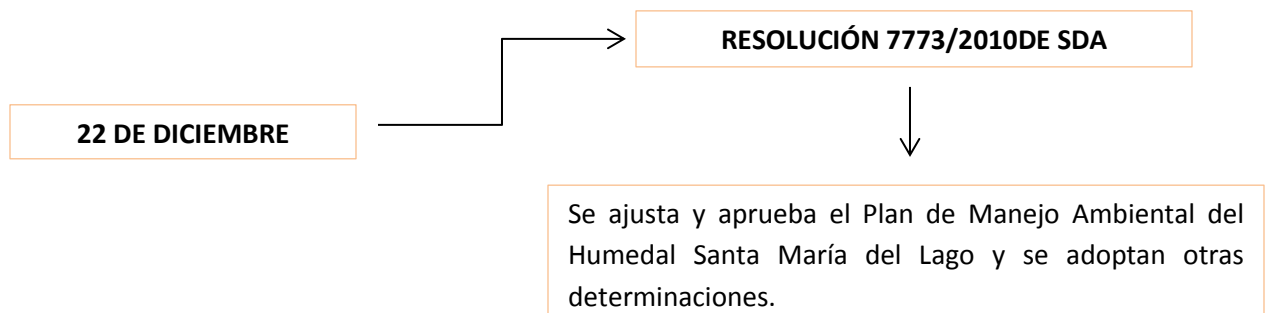 22 DE DICIEMBRE
RESOLUCIÓN 7773/2010DE SDA
Se ajusta y aprueba el Plan de Manejo Ambiental del
Humedal Santa María del Lago y se adoptan otras
determinaciones.